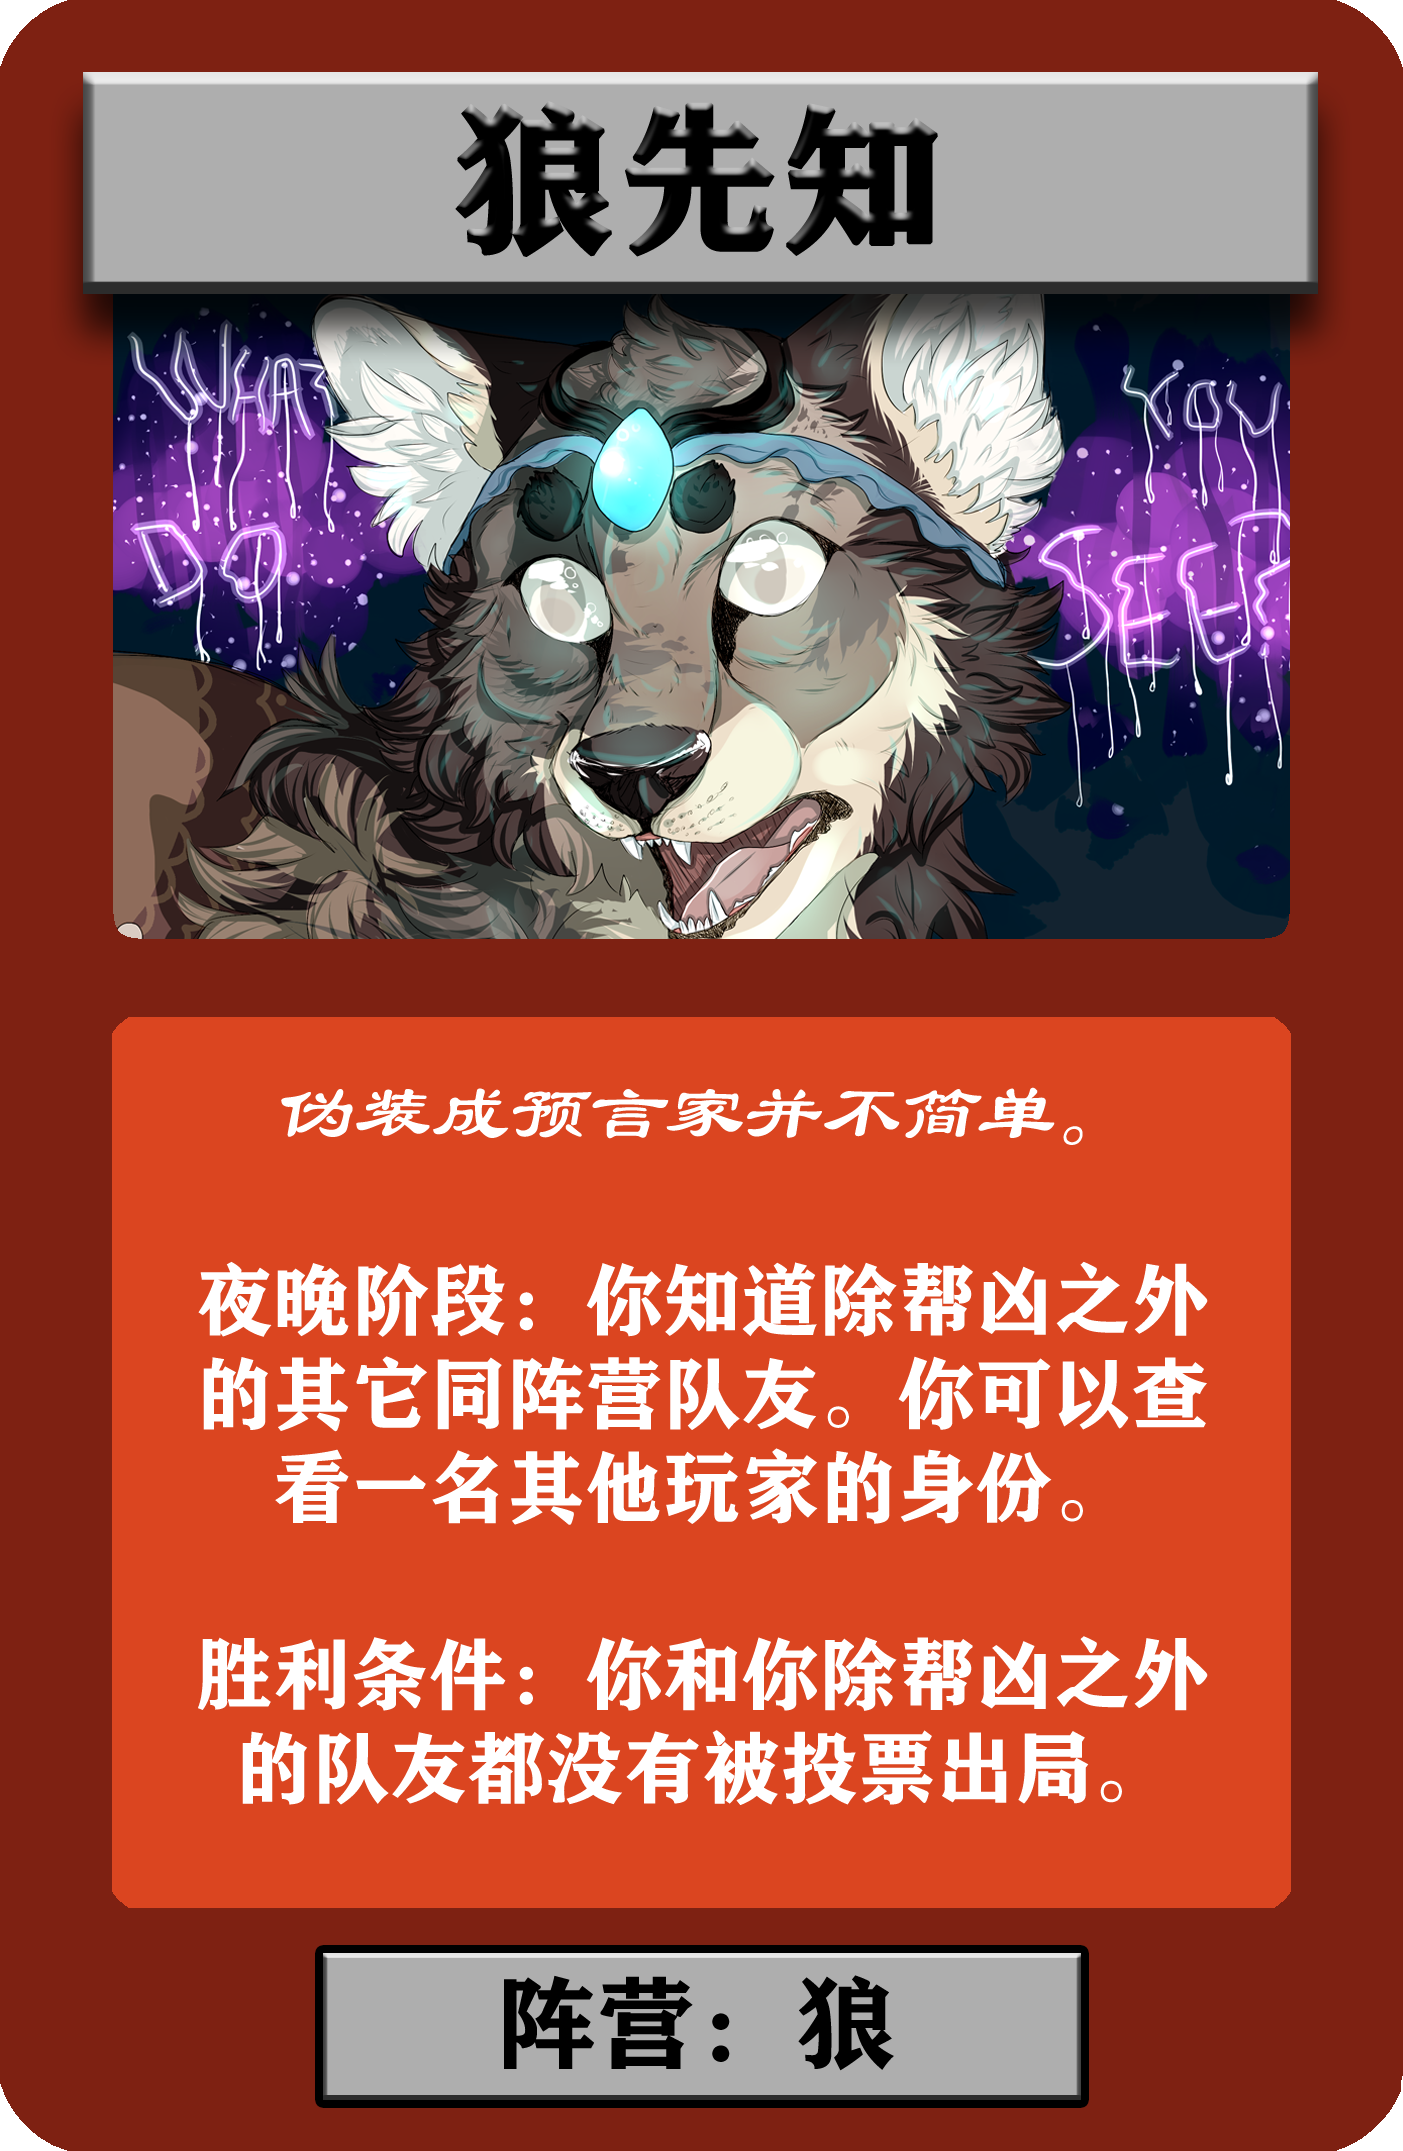 狼先知
WHAT
DO
YOU
SEE?
伪装成预言家并不简单。
夜晚阶段：你知道除帮凶之外
的其它同阵营队友。你可以查
看一名其他玩家的身份。
胜利条件：你和你除帮凶之外
的队友都没有被投票出局。
阵营：狼